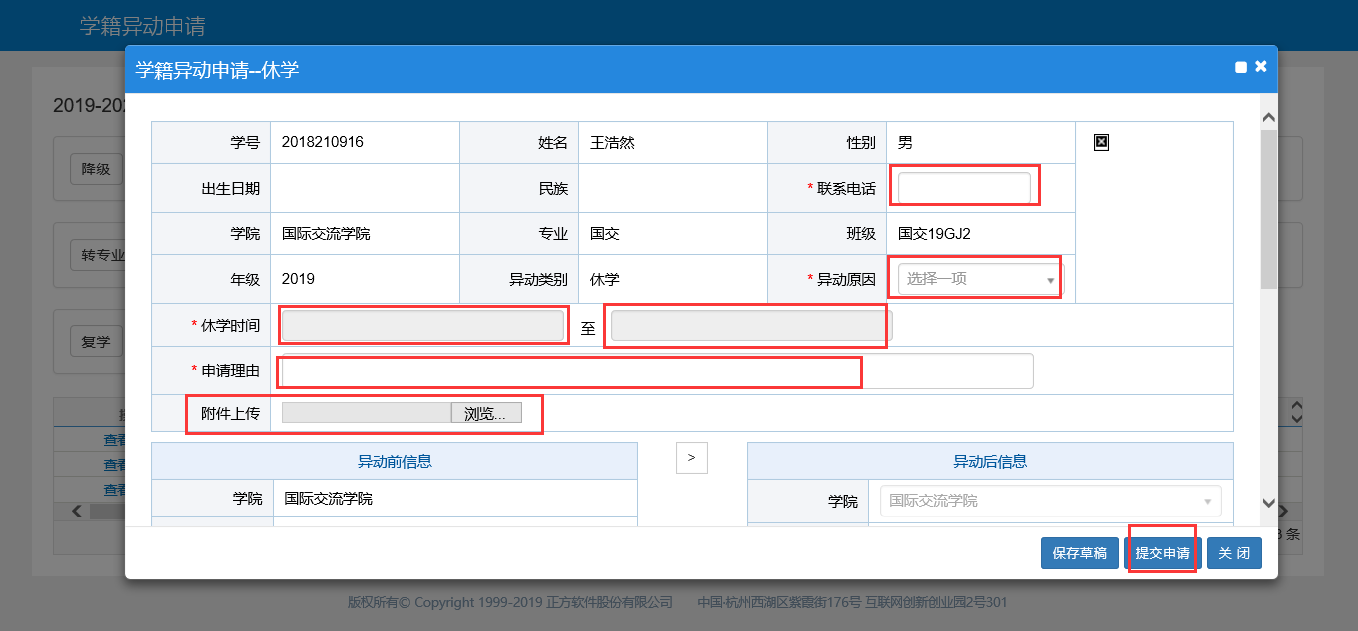 学籍异动申请
学籍异动申请--休学
2019-202
降级
转专业
复学
查看
查看
查看
学号 2018210916 姓名 王浩然 性别 男
出生日期 民族 * 联系电话
学院 国际交流学院 专业 国交 班级 国交19GJ2
年级 2019 异动类别 休学 * 异动原因 选择一项
* 休学时间 至
* 申请理由
附件上传 浏览...
异动前信息 > 异动后信息
学院 国际交流学院 学院 国际交流学院
条
保存草稿 提交申请 关 闭
版权所有© Copyright 1999-2019 正方软件股份有限公司 中国·杭州西湖区紫霞街176号 互联网创新创业园2号301